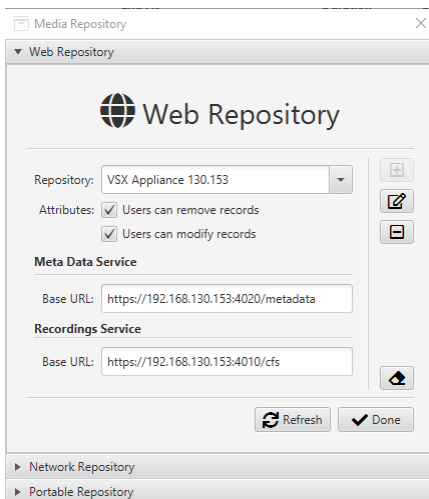 Media Repository
Web Repository
Web Repository
Repository: VSX Appliance 130.153
Attributes: Users can remove records
Users can modify records
Meta Data Service
Base URL: https://192.168.130.153:4020/metadata
Recordings Service
Base URL: https://192.168.130.153:4010/cfs
Refresh Done
Network Repository
Portable Repository